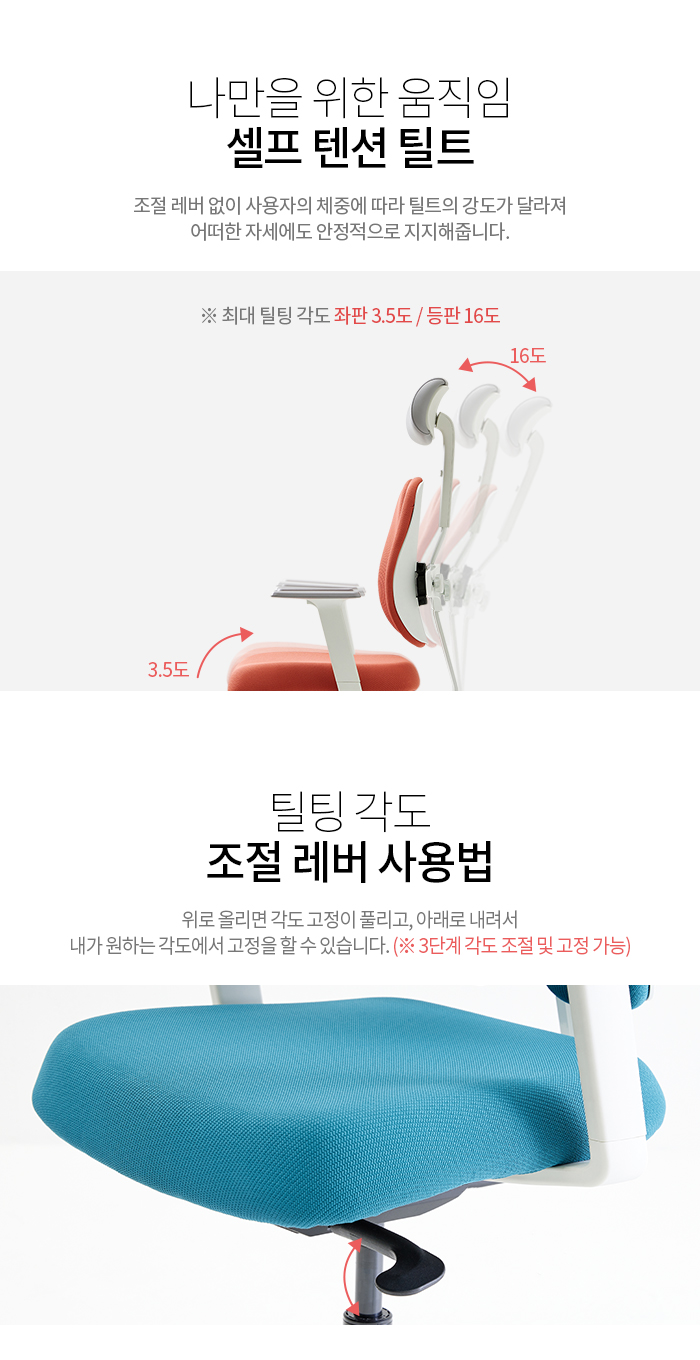 나만을 위한 움직임
셀프 텐션 틸트
조절 레버 없이 사용자의 체중에 따라 틸트의 강도가 달라져
어떠한 자세에도 안정적으로 지지해줍니다.
※ 최대 틸팅 각도 좌판 3.5도 / 등판 16도
16도
3.5도
틸팅 각도
조절 레버 사용법
위로 올리면 각도 고정이 풀리고, 아래로 내려서
내가 원하는 각도에서 고정을 할 수 있습니다. (※ 3단계 각도 조절 및 고정 가능)